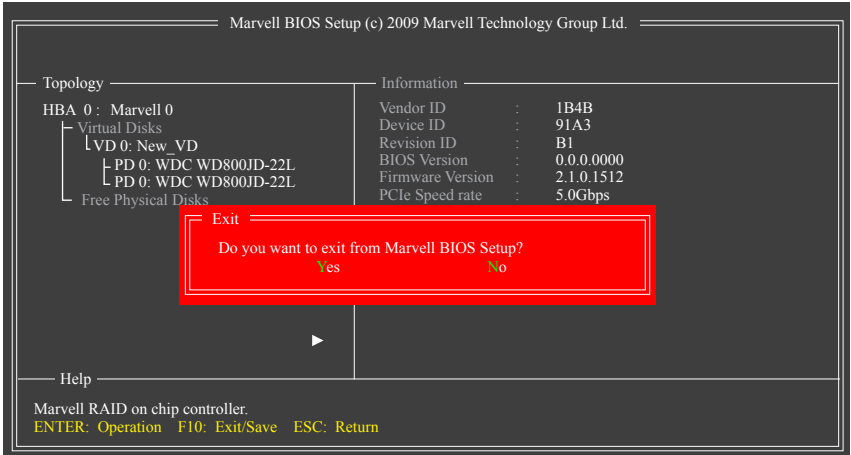 Marvell BIOS Setup (c) 2009 Marvell Technology Group Ltd.
Topology
HBA 0 : Marvell 0
Virtual Disks
VD 0: New_VD
PD 0: WDC WD800JD-22L
PD 0: WDC WD800JD-22L
Free Physical Disks
Information
Vendor ID : 1B4B
Device ID : 91A3
Revision ID : B1
BIOS Version : 0.0.0.0000
Firmware Version : 2.1.0.1512
PCIe Speed rate : 5.0Gbps
Exit
Do you want to exit from Marvell BIOS Setup?
Yes No
Help
Marvell RAID on chip controller.
ENTER: Operation F10: Exit/Save ESC: Return